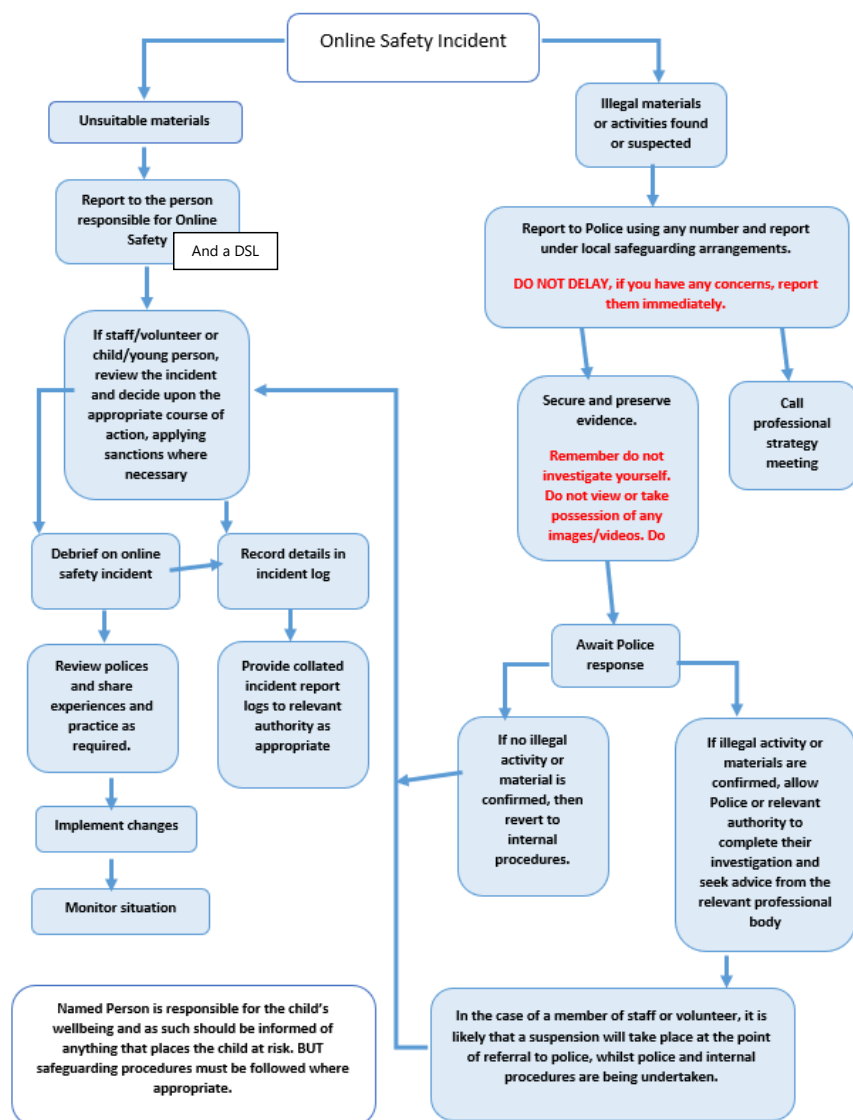 Online Safety Incident
Unsuitable materials
Report to the person
responsible for Online
Safety
And a DSL
If staff/volunteer or
child/young person,
review the incident
and decide upon the
appropriate course of
action, applying
sanctions where
necessary
Debrief on online
safety incident
Record details in
incident log
Review polices
and share
experiences and
practice as
required.
Provide collated
incident report
logs to relevant
authority as
appropriate
Implement changes
Monitor situation
Illegal materials
or activities found
or suspected
Report to Police using any number and report
under local safeguarding arrangements.
DO NOT DELAY, if you have any concerns, report
them immediately.
Secure and preserve
evidence.
Remember do not
investigate yourself.
Do not view or take
possession of any
images/videos. Do
Call
professional
strategy
meeting
Await Police
response
If no illegal
activity or
material is
confirmed, then
revert to
internal
procedures.
If illegal activity or
materials are
confirmed, allow
Police or relevant
authority to
complete their
investigation and
seek advice from the
relevant professional
body
In the case of a member of staff or volunteer, it is
likely that a suspension will take place at the point
of referral to police, whilst police and internal
procedures are being undertaken.
Named Person is responsible for the child's
wellbeing and as such should be informed of
anything that places the child at risk. BUT
safeguarding procedures must be followed where
appropriate.